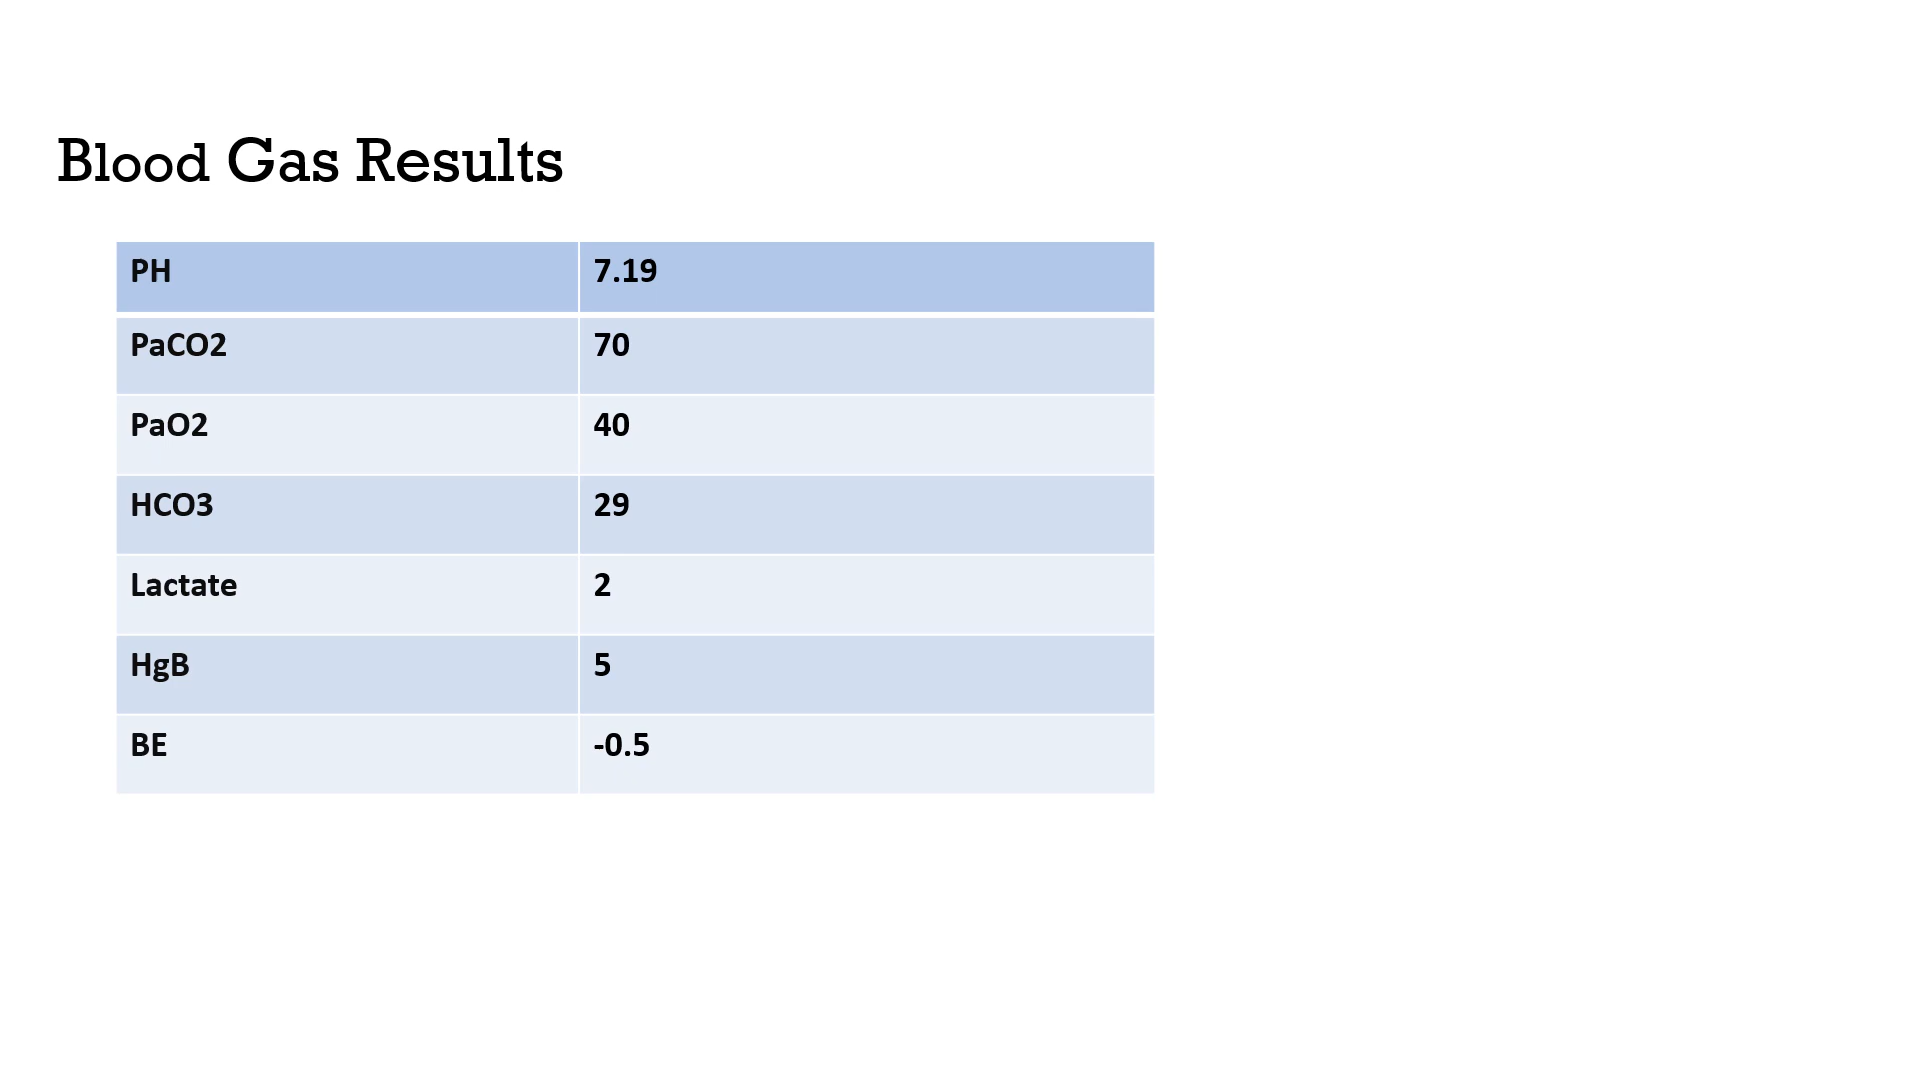 Blood Gas Results
PH 7.19
PaCO2 70
PaO2 40
HCO3 29
Lactate 2
HgB 5
BE -0.5